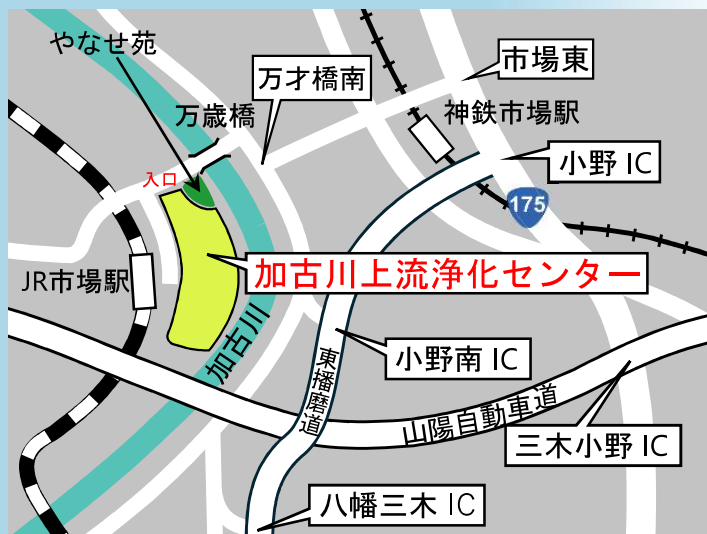 やなせ苑
市場東
万才橋南
万歳橋
神鉄市場駅
小野 IC
入口
175
加古川上流浄化センター
JR市場駅
加古川
小野南 IC
東播磨道
山陽自動車道
三木小野 IC
八幡三木 IC